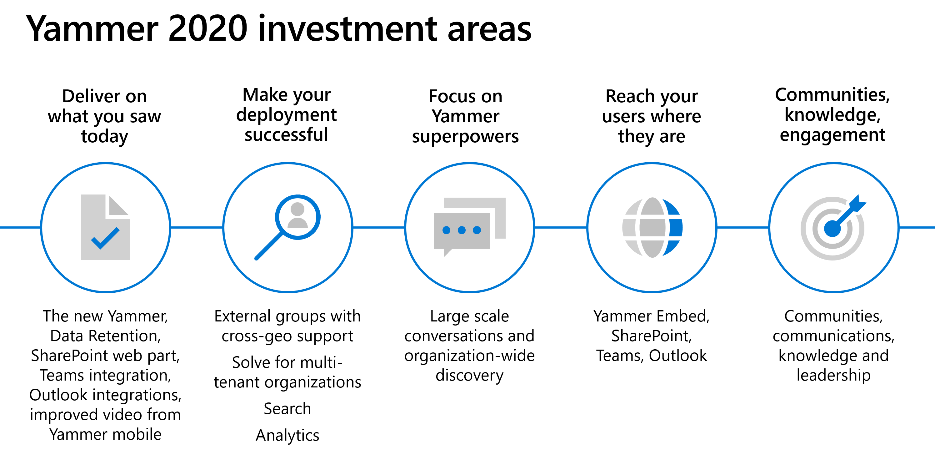 Yammer 2020 investment areas
Deliver on
what you saw
today
Make your
deployment
successful
Focus on
Yammer
superpowers
Reach your
users where
they are
Communities,
knowledge,
engagement
The new Yammer,
Data Retention,
SharePoint web part,
Teams integration,
Outlook integrations,
improved video from
Yammer mobile
External groups with
cross-geo support
Solve for multi-
tenant organizations
Search
Analytics
Large scale
conversations and
organization-wide
discovery
Yammer Embed,
SharePoint,
Teams, Outlook
Communities,
communications,
knowledge and
leadership